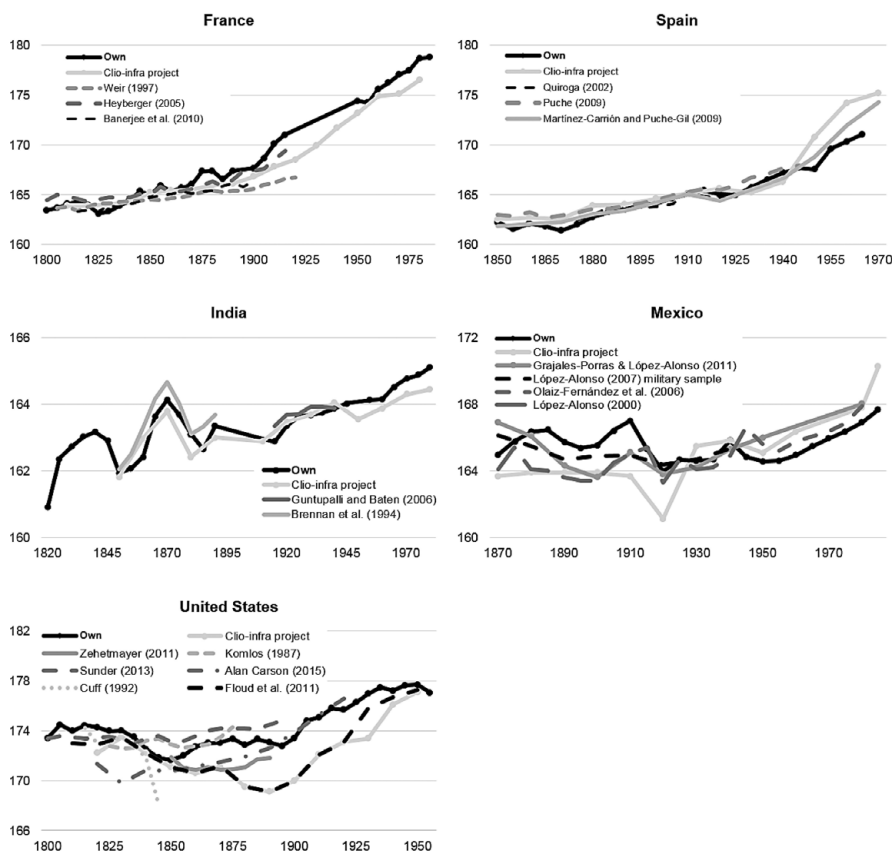 France
180
175
170
165
160
Own
Clio-infra project
Weir (1997)
Heyberger (2005)
Banerjee et al. (2010)
1800 1825 1850 1875 1900 1925 1950 1975
Spain
180
175
170
165
160
Own
Clio-infra project
Quiroga (2002)
Puche (2009)
Martínez-Carrión and Puche-Gil (2009)
1850 1865 1880 1895 1910 1925 1940 1955 1970
India
166
164
162
160
Own
Clio-infra project
Guntupalli and Baten (2006)
Brennan et al. (1994)
1820 1845 1870 1895 1920 1945 1970
Mexico
172
168
164
160
Own
Clio-infra project
Grajales-Porras & López-Alonso (2011)
López-Alonso (2007) military sample
Olaiz-Fernández et al. (2006)
López-Alonso (2000)
1870 1890 1910 1930 1950 1970
United States
182
178
174
170
166
Own Clio-infra project
Zehetmayer (2011) Komlos (1987)
Sunder (2013) Alan Carson (2015)
Cuff (1992) Floud et al. (2011)
1800 1825 1850 1875 1900 1925 1950